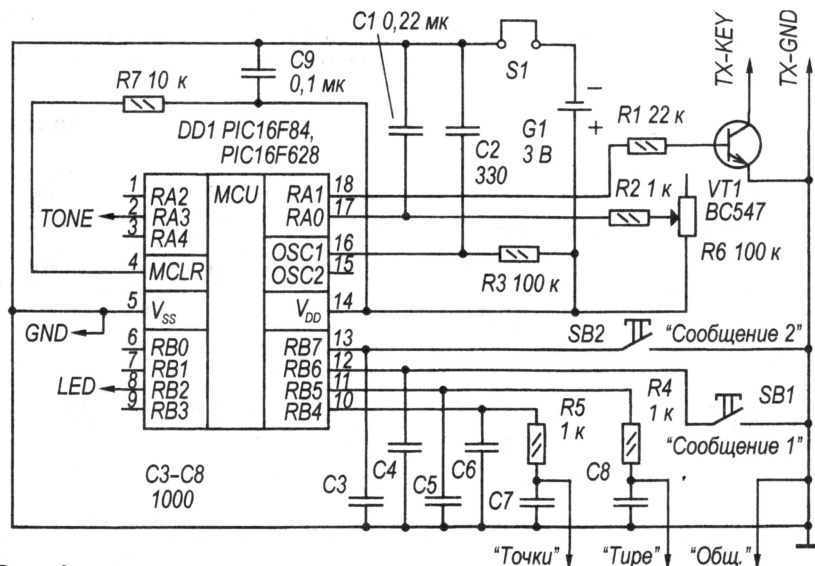 C1 0,22 мк
TX-KEY
TX-GND
C9
0,1 мк
S1
R7 10 к
−
+
G1
3 В
R1 22 к
DD1 PIC16F84,
PIC16F628
C2
330
VT1
BC547
R2 1 к
R6 100 к
1 RA2 MCU RA1 18
TONE 2 RA3 RA0 17
3 RA4
OSC1 16
4 MCLR OSC2 15
R3 100 к
5 VSS VDD 14
GND
6 RB0 RB7 13
SB2 "Сообщение 2"
7 RB1 RB6 12
LED 8 RB2 RB5 11
9 RB3 RB4 10
R5
1 к
R4
1 к
SB1
"Сообщение 1"
C3–C8
1000
C3
C4
C5
C6
C7
C8
"Точки"
"Тире"
"Общ."